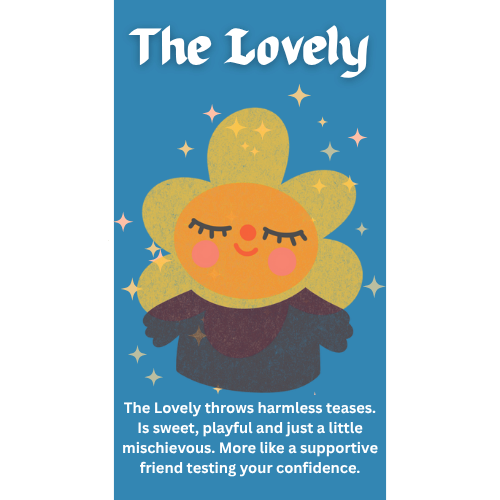 The Lovely
The Lovely throws harmless teases.
Is sweet, playful and just a little
mischievous. More like a supportive
friend testing your confidence.